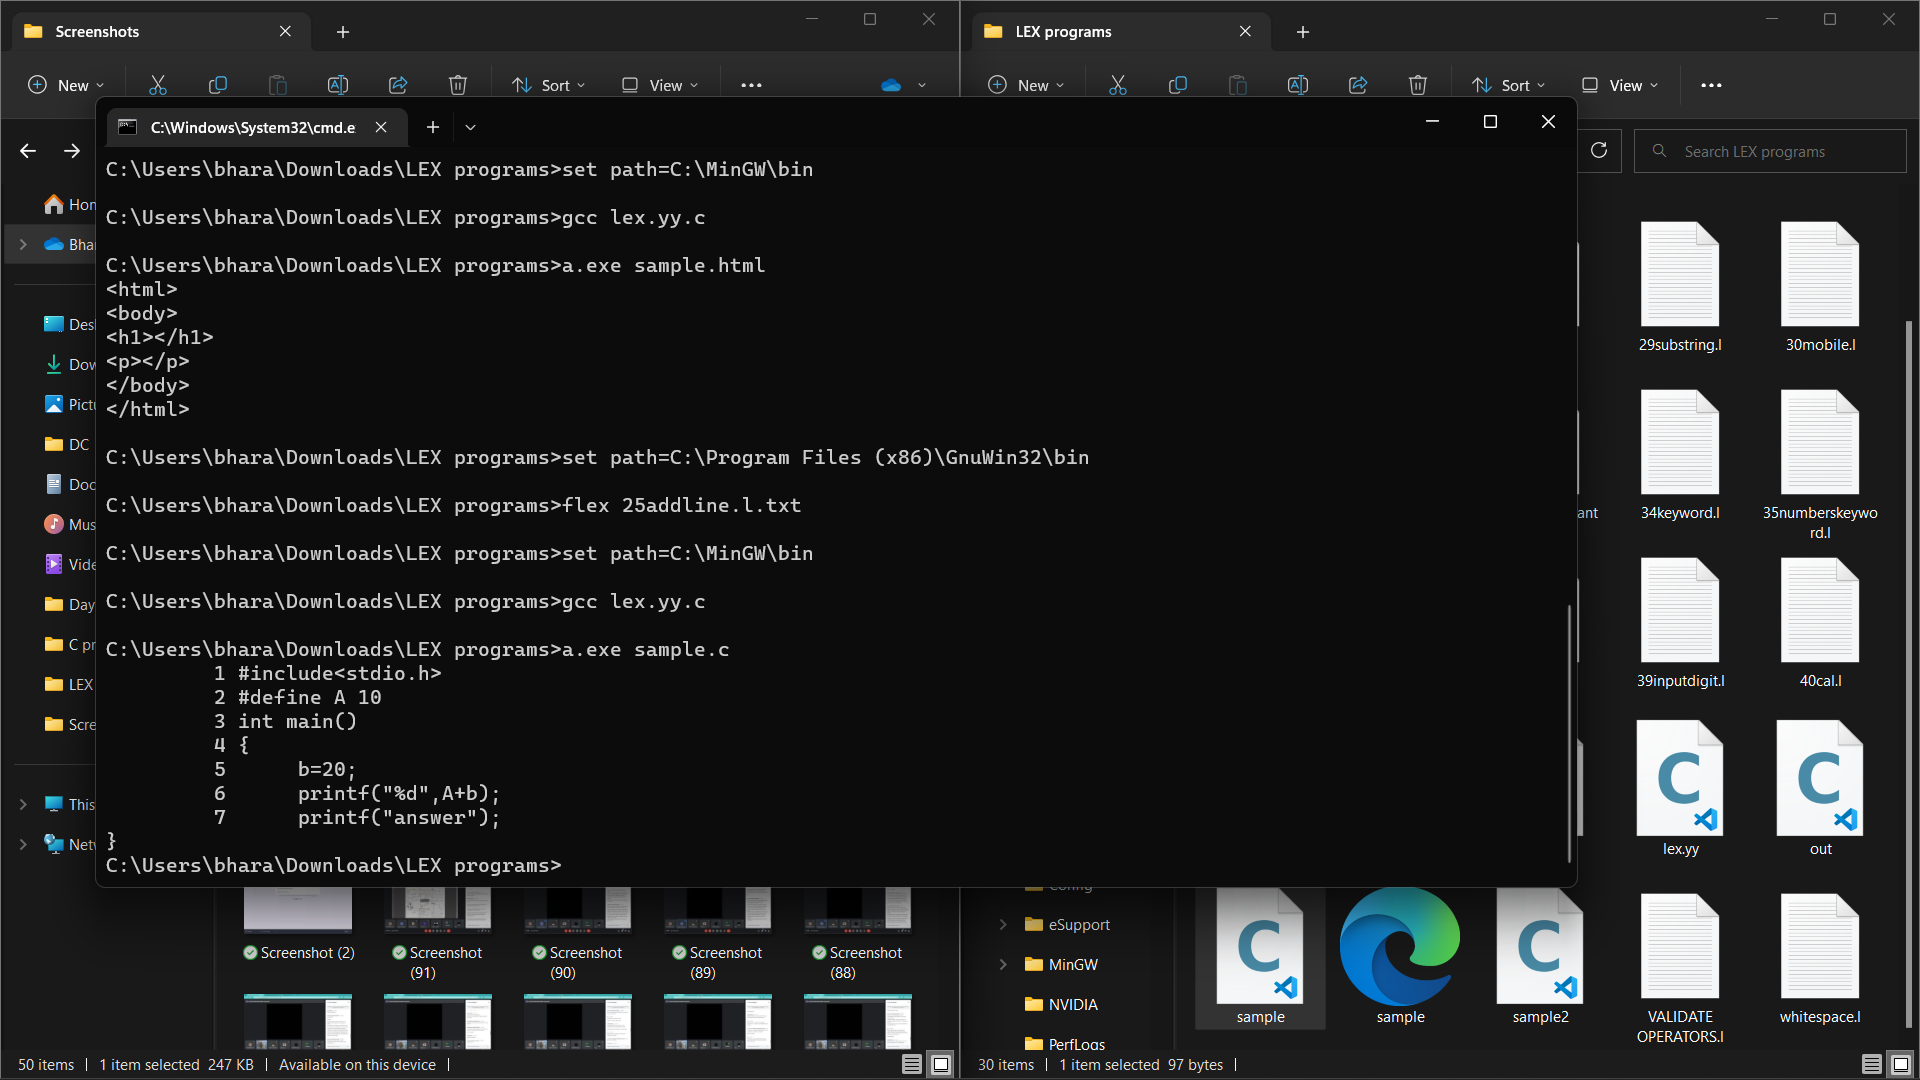 Screenshots
LEX programs
New
Sort
View
New
Sort
View
C:\Windows\System32\cmd.e
Search LEX programs
C:\Users\bhara\Downloads\LEX programs>set path=C:\MinGW\bin
C:\Users\bhara\Downloads\LEX programs>gcc lex.yy.c
C:\Users\bhara\Downloads\LEX programs>a.exe sample.html
<html>
<body>
<h1></h1>
<p></p>
</body>
</html>
C:\Users\bhara\Downloads\LEX programs>set path=C:\Program Files (x86)\GnuWin32\bin
C:\Users\bhara\Downloads\LEX programs>flex 25addline.l.txt
C:\Users\bhara\Downloads\LEX programs>set path=C:\MinGW\bin
C:\Users\bhara\Downloads\LEX programs>gcc lex.yy.c
C:\Users\bhara\Downloads\LEX programs>a.exe sample.c
1 #include<stdio.h>
2 #define A 10
3 int main()
4 {
5 b=20;
6 printf("%d",A+b);
7 printf("answer");
}
C:\Users\bhara\Downloads\LEX programs>
Hon
Bhar
Desl
Dow
Pictu
DC
Doc
Mus
Vide
Day
C pr
LEX
Scre
This
Netv
29substring.l
30mobile.l
ant
34keyword.l
35numberskeywo
rd.l
39inputdigit.l
40cal.l
lex.yy
out
Screenshot (2)
Screenshot
(91)
Screenshot
(90)
Screenshot
(89)
Screenshot
(88)
Config
eSupport
MinGW
NVIDIA
PerfLogs
sample
sample
sample2
VALIDATE
OPERATORS.l
whitespace.l
50 items
1 item selected 247 KB
Available on this device
30 items
1 item selected 97 bytes